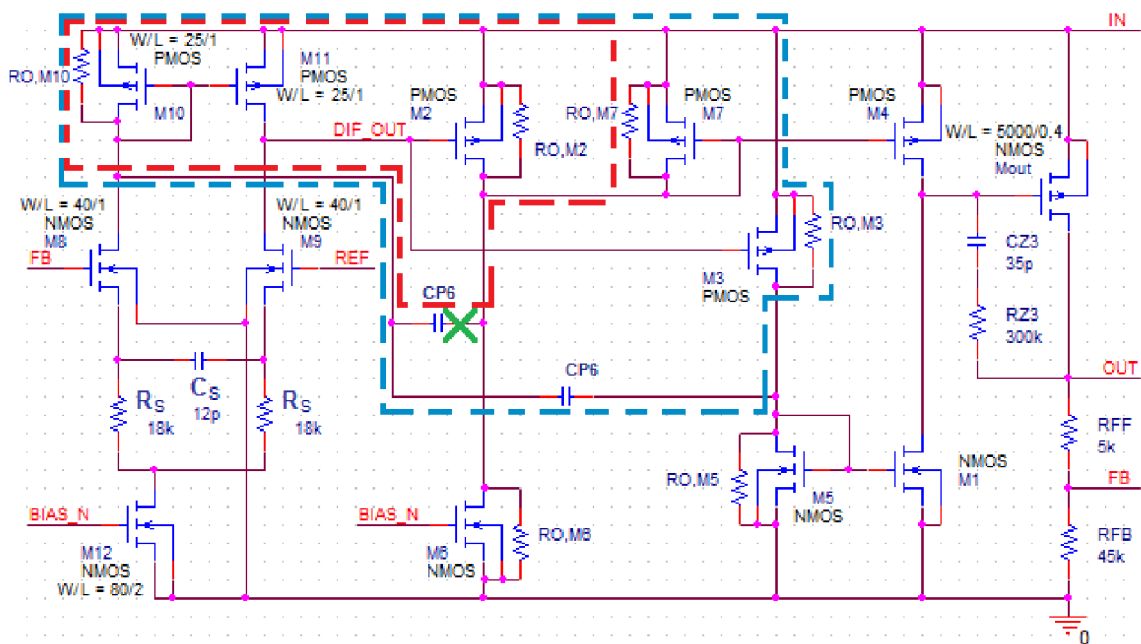 IN
W/L = 25/1
PMOS
M10
RO,M10
M11
PMOS
W/L = 25/1
DIF_OUT
PMOS
M2
RO,M2
RO,M7
PMOS
M7
PMOS
M4
W/L = 5000/0.4
NMOS
Mout
W/L = 40/1
NMOS
M8
FB
W/L = 40/1
NMOS
M9
REF
CP6
M3
PMOS
RO,M3
CZ3
35p
RZ3
300k
OUT
CP6
CS
12p
RS
18k
RS
18k
RFF
5k
FB
RFB
45k
BIAS_N
M12
NMOS
W/L = 80/2
BIAS_N
M6
NMOS
RO,M6
RO,M5
M5
NMOS
NMOS
M1
0